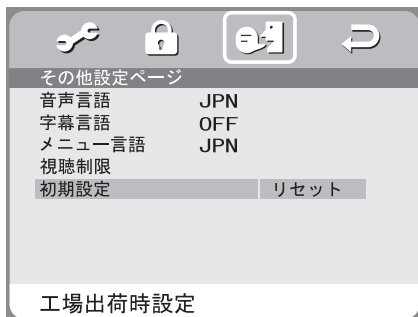 その他設定ページ
音声言語 JPN
字幕言語 OFF
メニュー言語 JPN
視聴制限
初期設定 リセット
工場出荷時設定